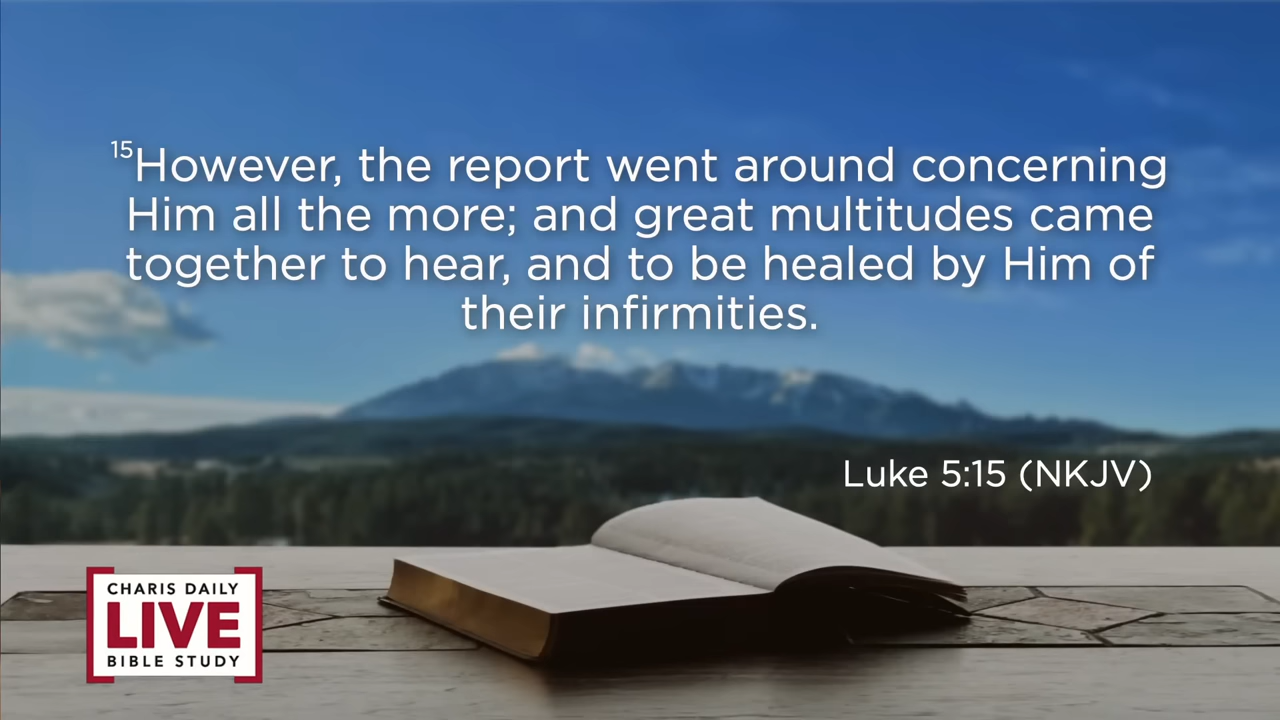 15However, the report went around concerning
Him all the more; and great multitudes came
together to hear, and to be healed by Him of
their infirmities.
Luke 5:15 (NKJV)
CHARIS DAILY
LIVE
BIBLE STUDY